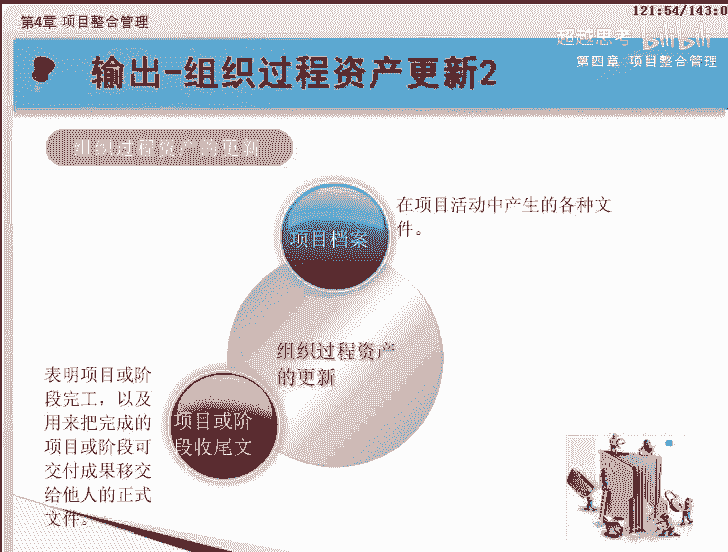 第4章 项目整合管理
121:54/143:0
超越思考 bilibili
第四章 项目整合管理
输出-组织过程资产更新2
组织过程资产的更新
项目档案
在项目活动中产生的各种文
件。
组织过程资产
的更新
项目或阶
段收尾文
表明项目或阶
段完工，以及
用来把完成的
项目或阶段可
交付成果移交
给他人的正式
文件。